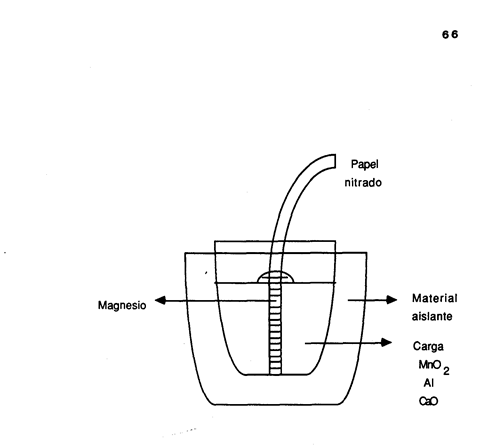 66
Papel
nitrado
Magnesio
Material
aislante
Carga
MnO2
Al
CaO